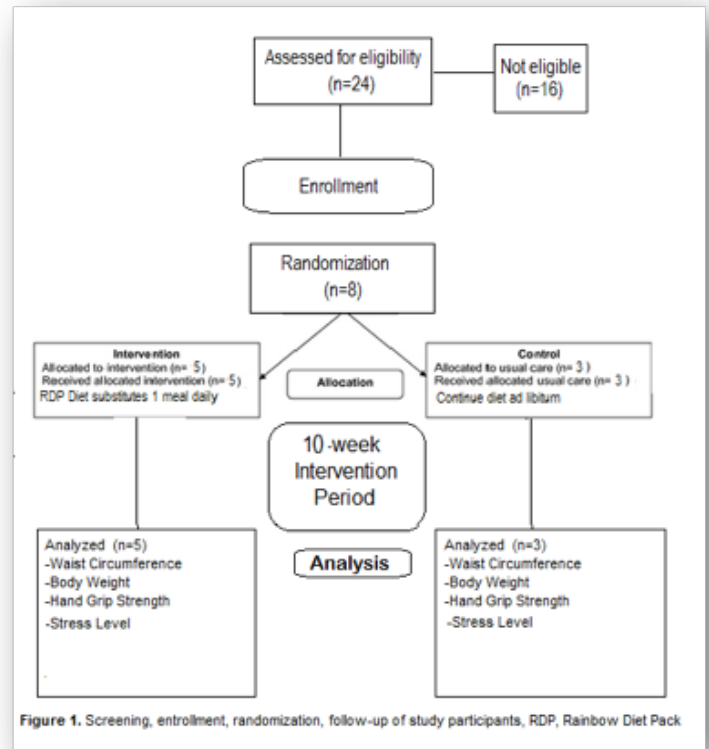 Assessed for eligibility
(n=24)
Not eligible
(n=16)
Enrollment
Randomization
(n=8)
Intervention
Allocated to intervention (n= 5)
Received allocated intervention (n= 5)
RDP Diet substitutes 1 meal daily
Allocation
Control
Allocated to usual care (n= 3)
Received allocated usual care (n= 3 )
Continue diet ad libitum
10-week
Intervention
Period
Analyzed (n=5)
-Waist Circumference
-Body Weight
-Hand Grip Strength
-Stress Level
Analysis
Analyzed (n=3)
-Waist Circumference
-Body Weight
-Hand Grip Strength
-Stress Level
Figure 1. Screening, entrollment, randomization, follow-up of study participants, RDP, Rainbow Diet Pack